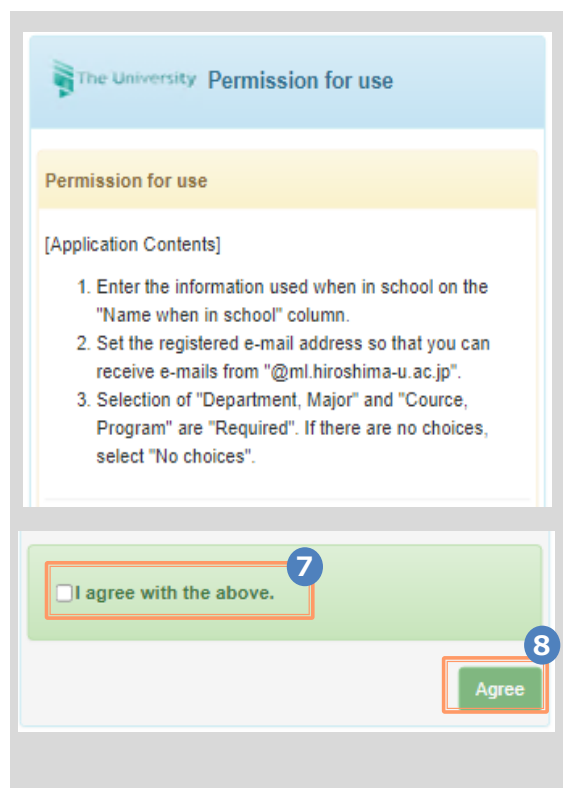 The University Permission for use
Permission for use
[Application Contents]
1. Enter the information used when in school on the
"Name when in school" column.
2. Set the registered e-mail address so that you can
receive e-mails from "@ml.hiroshima-u.ac.jp".
3. Selection of "Department, Major" and "Cource,
Program" are "Required". If there are no choices,
select "No choices".
7
I agree with the above.
8
Agree